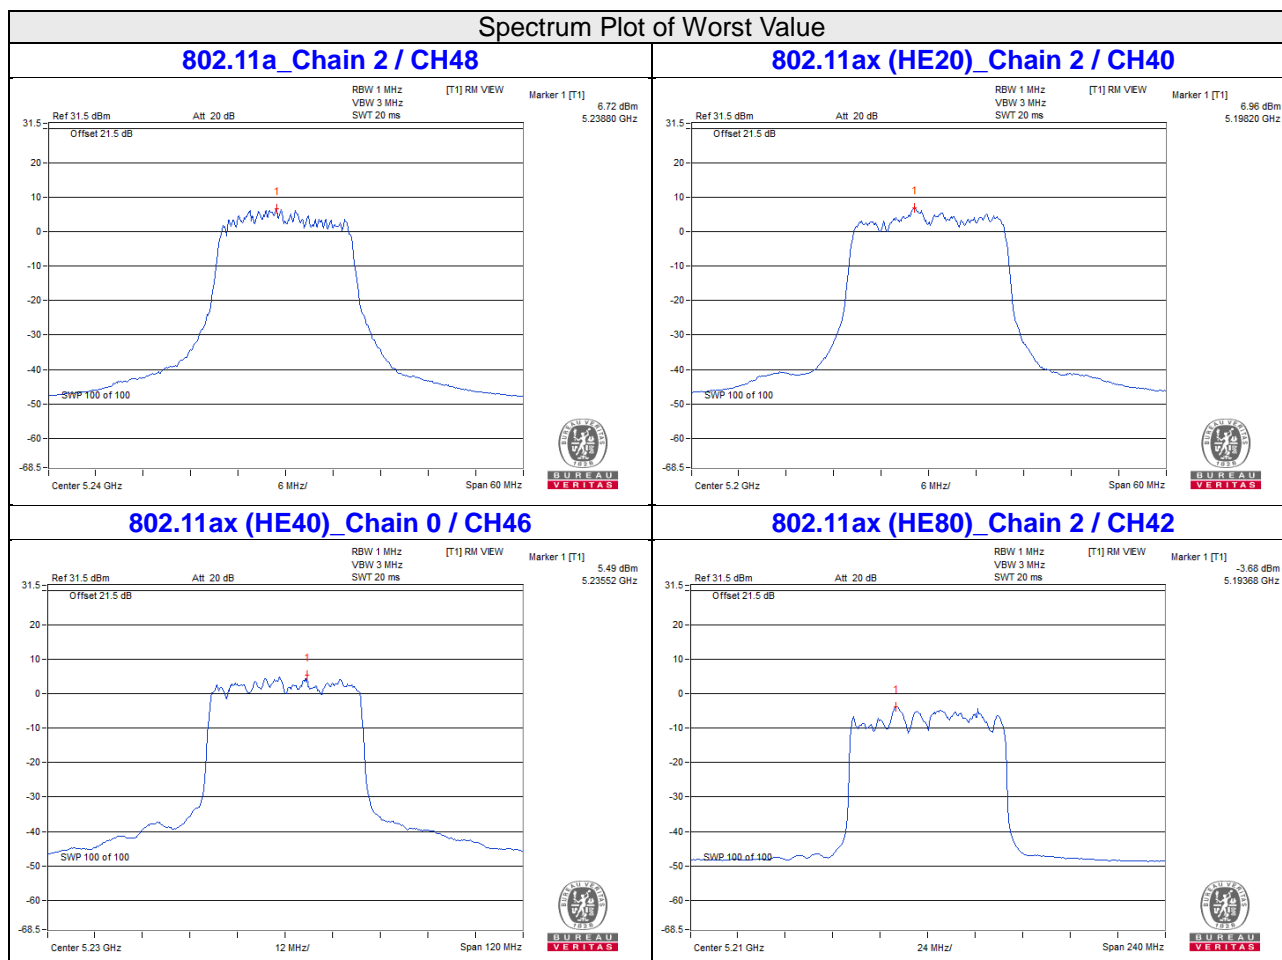 Spectrum Plot of Worst Value
802.11a_Chain 2 / CH48
RBW 1 MHz [T1] RM VIEW Marker 1 [T1]
VBW 3 MHz 6.72 dBm
Ref 31.5 dBm Att 20 dB SWT 20 ms 5.23880 GHz
31.5
Offset 21.5 dB
20
10
1
0
-10
-20
-30
-40
SWP 100 of 100
-50
-60
-68.5
Center 5.24 GHz 6 MHz/ Span 60 MHz
BUREAU VERITAS
1828
BUREAU
VERITAS
802.11ax (HE20)_Chain 2 / CH40
RBW 1 MHz [T1] RM VIEW Marker 1 [T1]
VBW 3 MHz 6.96 dBm
Ref 31.5 dBm Att 20 dB SWT 20 ms 5.19820 GHz
31.5
Offset 21.5 dB
20
10
1
0
-10
-20
-30
-40
SWP 100 of 100
-50
-60
-68.5
Center 5.2 GHz 6 MHz/ Span 60 MHz
BUREAU VERITAS
1828
BUREAU
VERITAS
802.11ax (HE40)_Chain 0 / CH46
RBW 1 MHz [T1] RM VIEW Marker 1 [T1]
VBW 3 MHz 5.49 dBm
Ref 31.5 dBm Att 20 dB SWT 20 ms 5.23552 GHz
31.5
Offset 21.5 dB
20
10
1
0
-10
-20
-30
-40
SWP 100 of 100
-50
-60
-68.5
Center 5.23 GHz 12 MHz/ Span 120 MHz
BUREAU VERITAS
1828
BUREAU
VERITAS
802.11ax (HE80)_Chain 2 / CH42
RBW 1 MHz [T1] RM VIEW Marker 1 [T1]
VBW 3 MHz -3.68 dBm
Ref 31.5 dBm Att 20 dB SWT 20 ms 5.19368 GHz
31.5
Offset 21.5 dB
20
10
1
0
-10
-20
-30
-40
SWP 100 of 100
-50
-60
-68.5
Center 5.21 GHz 24 MHz/ Span 240 MHz
BUREAU VERITAS
1828
BUREAU
VERITAS